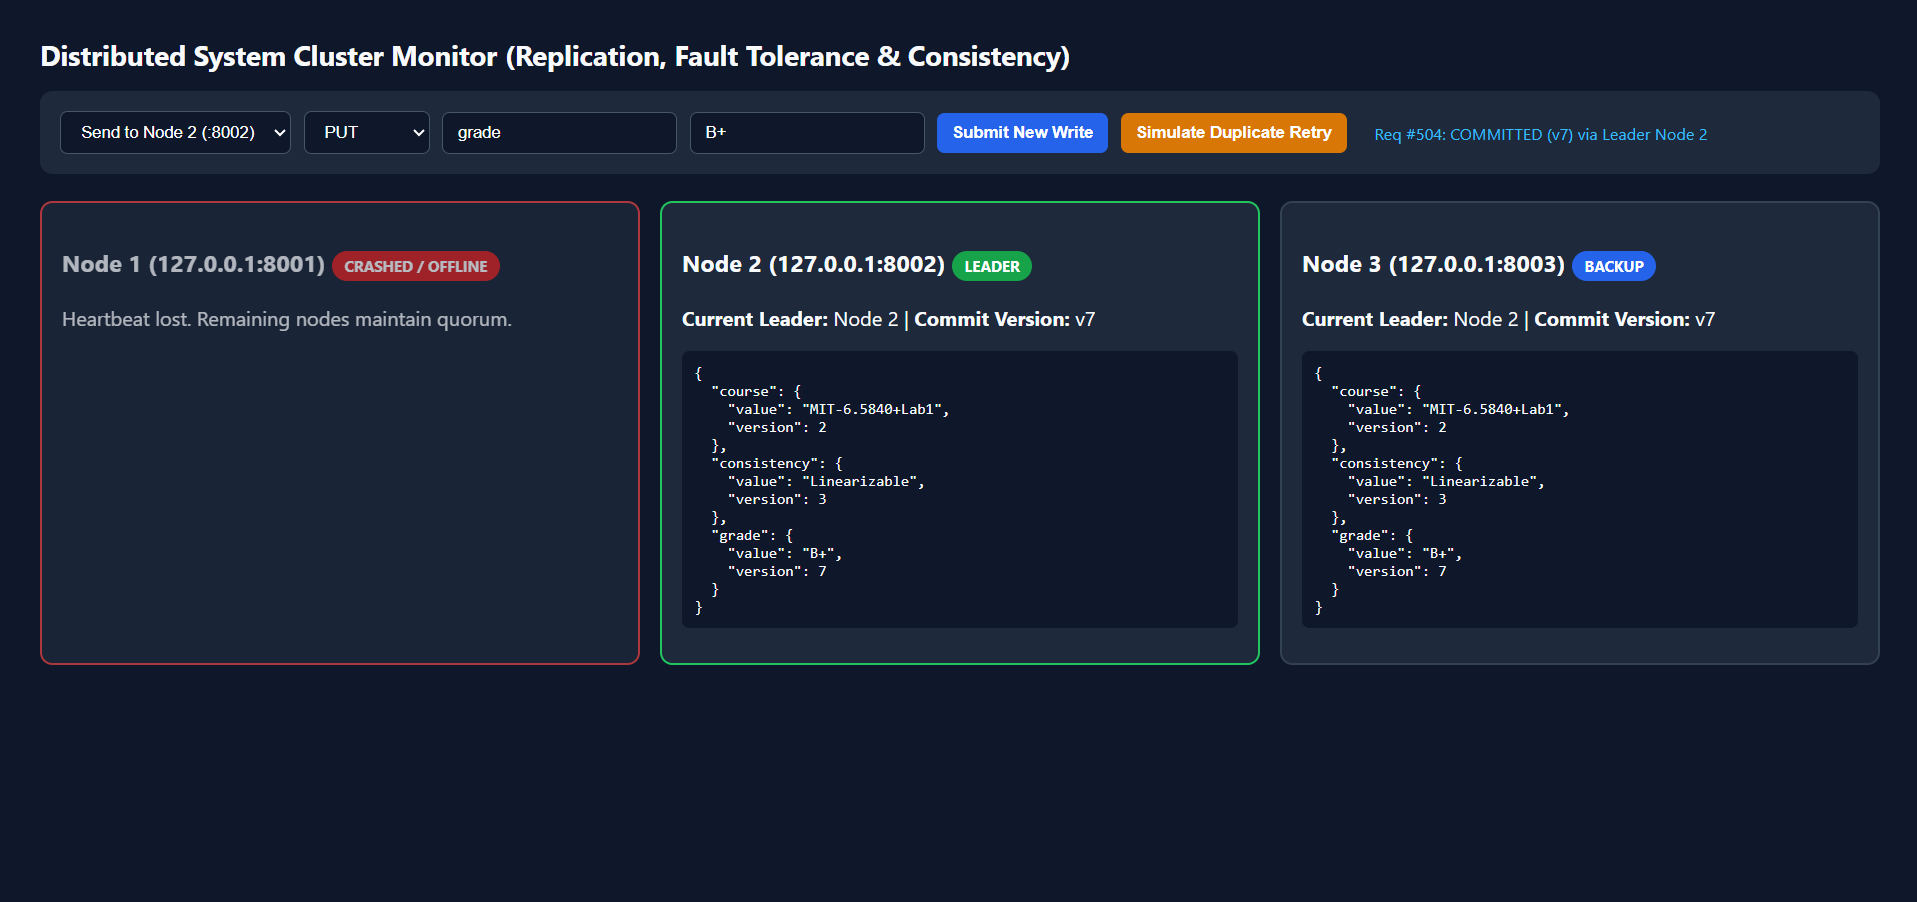 Distributed System Cluster Monitor (Replication, Fault Tolerance & Consistency)
Send to Node 2 (:8002) PUT grade B+ Submit New Write Simulate Duplicate Retry Req #504: COMMITTED (v7) via Leader Node 2
Node 1 (127.0.0.1:8001) CRASHED / OFFLINE
Heartbeat lost. Remaining nodes maintain quorum.
Node 2 (127.0.0.1:8002) LEADER
Current Leader: Node 2 | Commit Version: v7
{
  "course": {
    "value": "MIT-6.5840+Lab1",
    "version": 2
  },
  "consistency": {
    "value": "Linearizable",
    "version": 3
  },
  "grade": {
    "value": "B+",
    "version": 7
  }
}
Node 3 (127.0.0.1:8003) BACKUP
Current Leader: Node 2 | Commit Version: v7
{
  "course": {
    "value": "MIT-6.5840+Lab1",
    "version": 2
  },
  "consistency": {
    "value": "Linearizable",
    "version": 3
  },
  "grade": {
    "value": "B+",
    "version": 7
  }
}